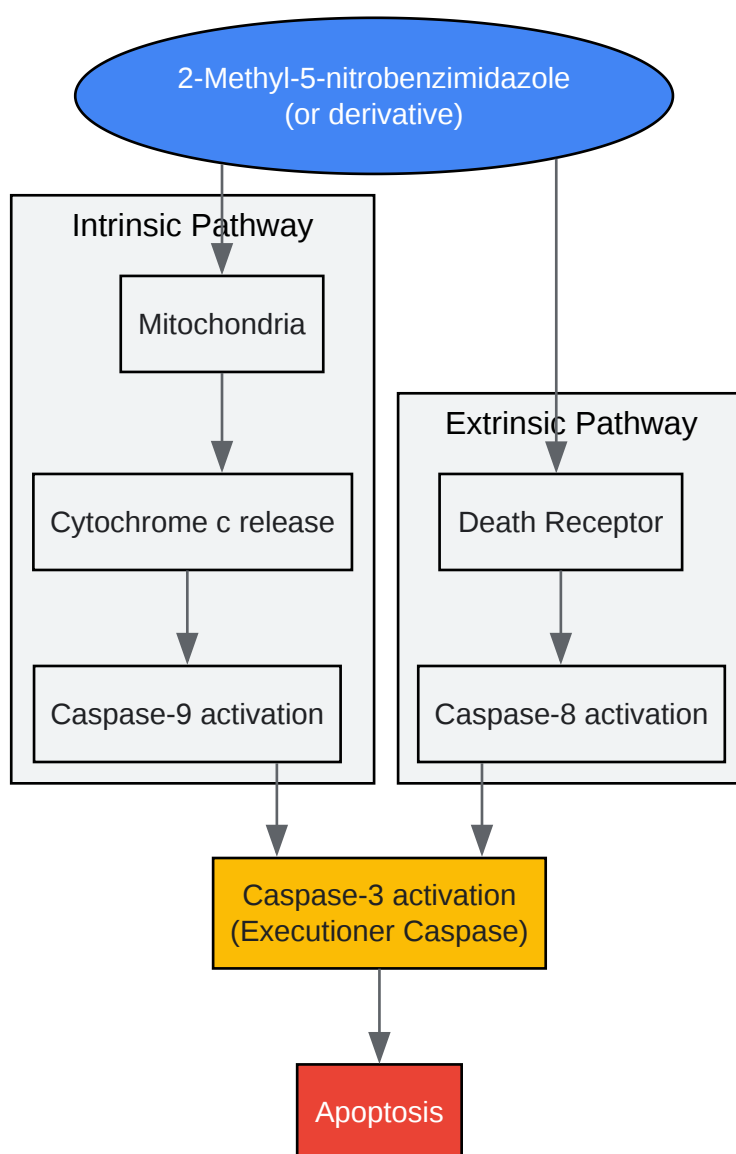 2-Methyl-5-nitrobenzimidazole
(or derivative)
Intrinsic Pathway
Mitochondria
Cytochrome c release
Caspase-9 activation
Extrinsic Pathway
Death Receptor
Caspase-8 activation
Caspase-3 activation
(Executioner Caspase)
Apoptosis